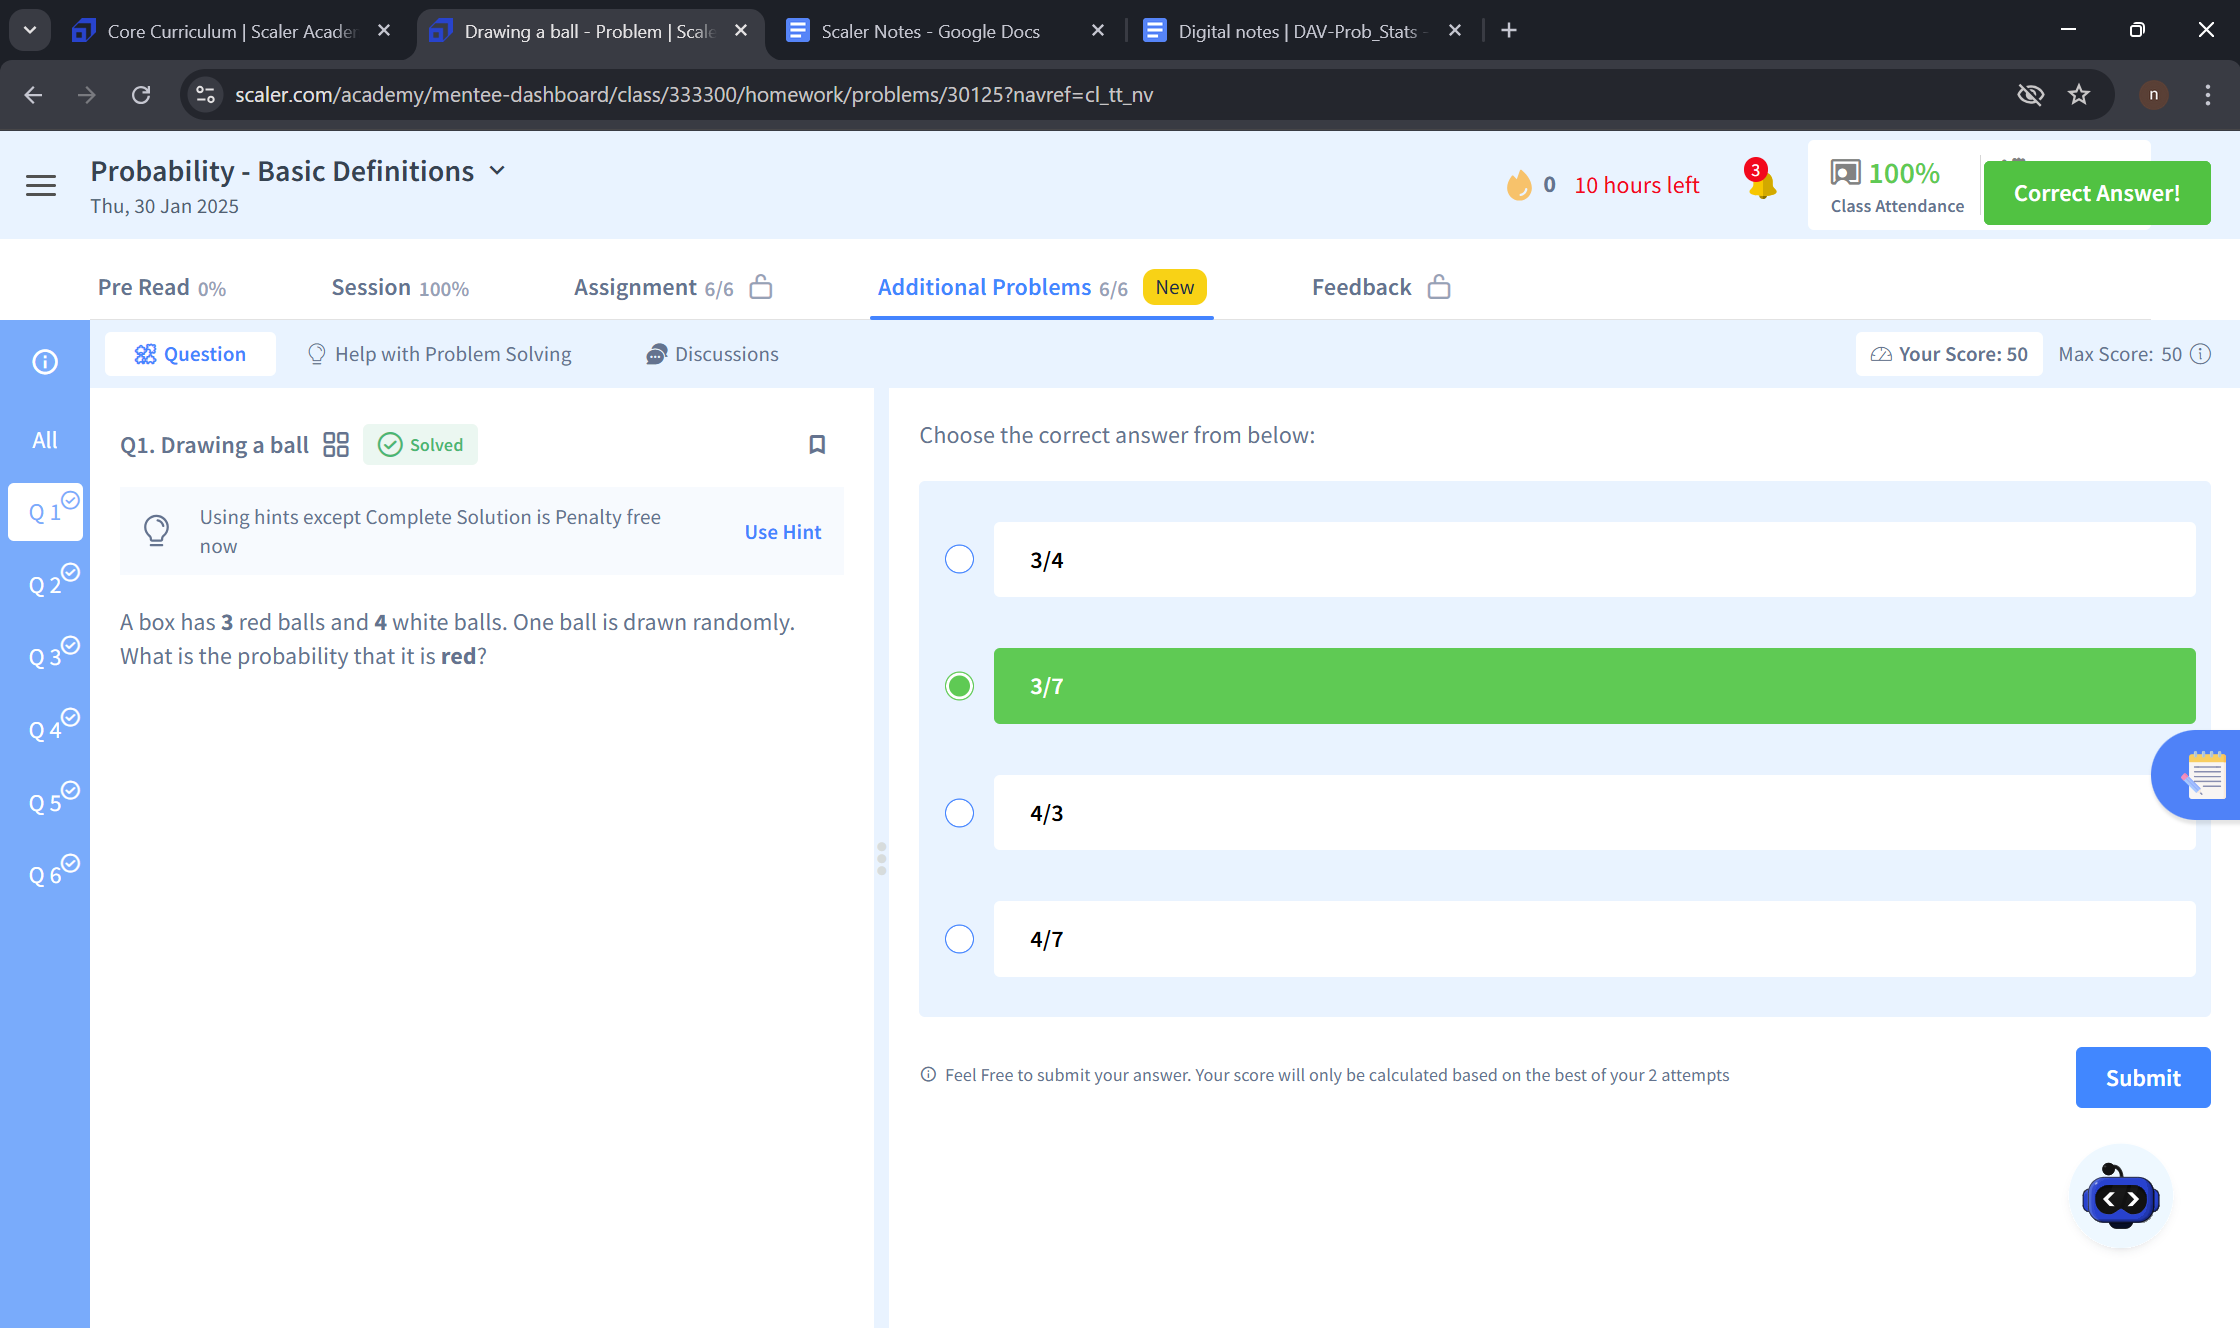 Core Curriculum | Scaler Acader
Drawing a ball - Problem | Scale
Scaler Notes - Google Docs
Digital notes | DAV-Prob_Stats -
scaler.com/academy/mentee-dashboard/class/333300/homework/problems/30125?navref=cl_tt_nv
n
Probability - Basic Definitions
Thu, 30 Jan 2025
0
10 hours left
3
100%
Class Attendance
Correct Answer!
Pre Read 0%
Session 100%
Assignment 6/6
Additional Problems 6/6
New
Feedback
Question
Help with Problem Solving
Discussions
Your Score: 50
Max Score: 50
All
Q 1
Q 2
Q 3
Q 4
Q 5
Q 6
Q1. Drawing a ball
Solved
Using hints except Complete Solution is Penalty free
now
Use Hint
A box has 3 red balls and 4 white balls. One ball is drawn randomly.
What is the probability that it is red?
Choose the correct answer from below:
3/4
3/7
4/3
4/7
Feel Free to submit your answer. Your score will only be calculated based on the best of your 2 attempts
Submit